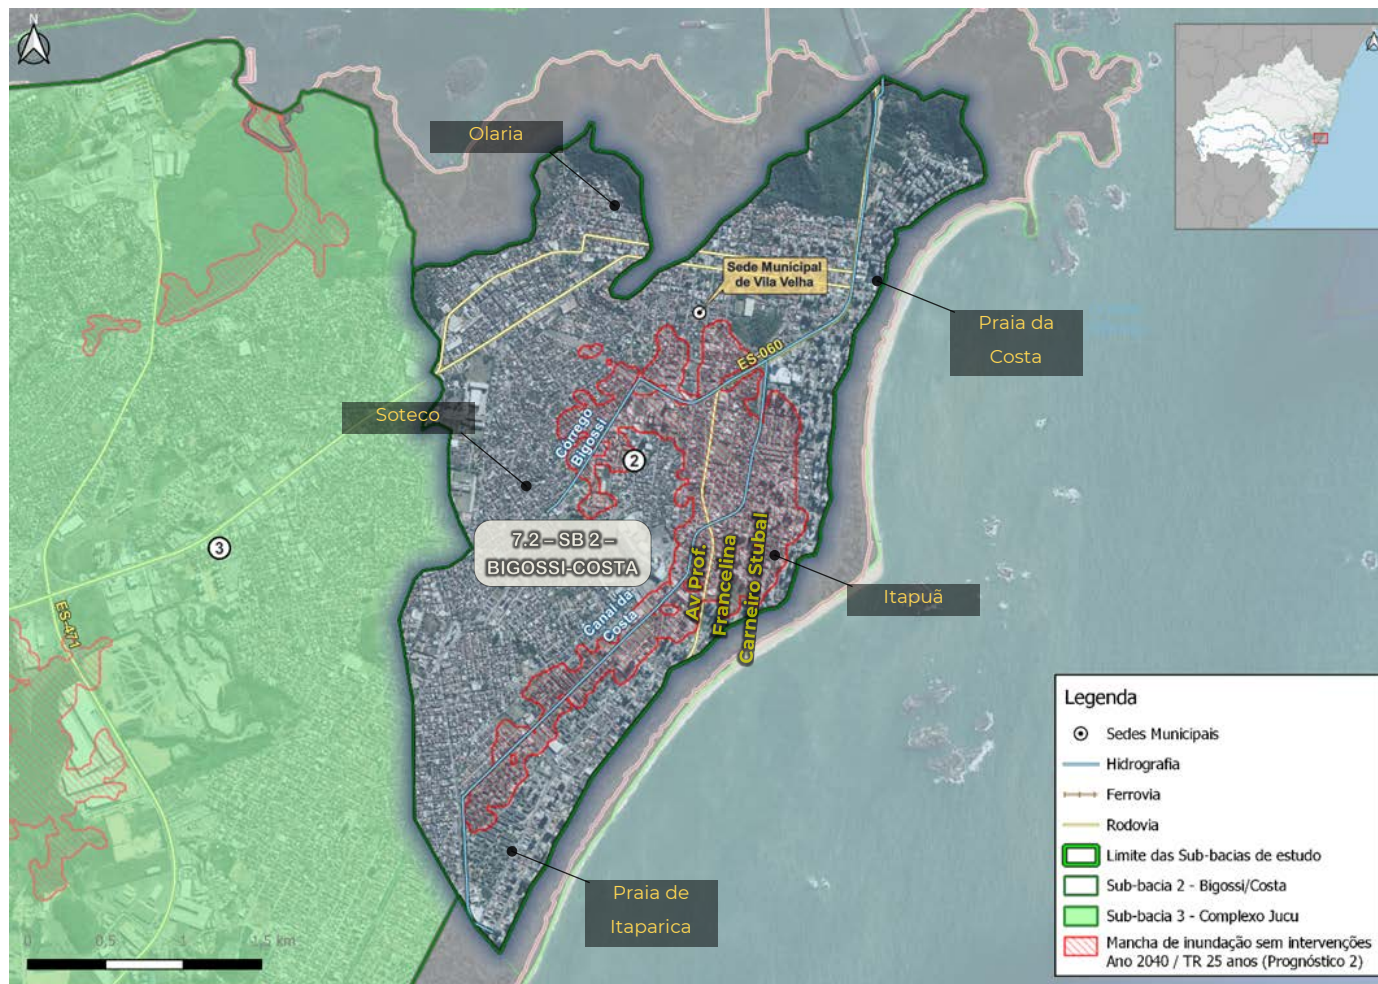 N
Olaria
Sede Municipal
de Vila Velha
Praia da
Costa
ES-060
Soteco
Córrego
Bigossi
2
3
7.2 – SB 2 –
BIGOSSI-COSTA
Av Prof.
Francelina
Carneiro Stubal
Itapuã
Canal da
Costa
ES-471
Praia de
Itaparica
0 0,5 1 1,5 km
Legenda
Sedes Municipais
Hidrografia
Ferrovia
Rodovia
Limite das Sub-bacias de estudo
Sub-bacia 2 - Bigossi/Costa
Sub-bacia 3 - Complexo Jucu
Mancha de inundação sem intervenções
Ano 2040 / TR 25 anos (Prognóstico 2)